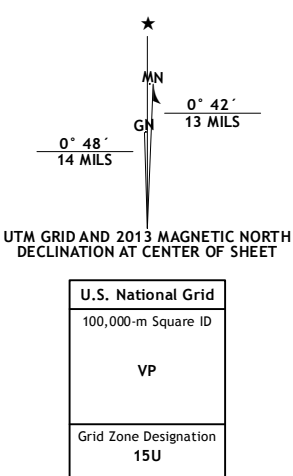 ★
MN
0° 42´
13 MILS
GN
0° 48´
14 MILS
UTM GRID AND 2013 MAGNETIC NORTH
DECLINATION AT CENTER OF SHEET
U.S. National Grid
100,000-m Square ID
VP
Grid Zone Designation
15U